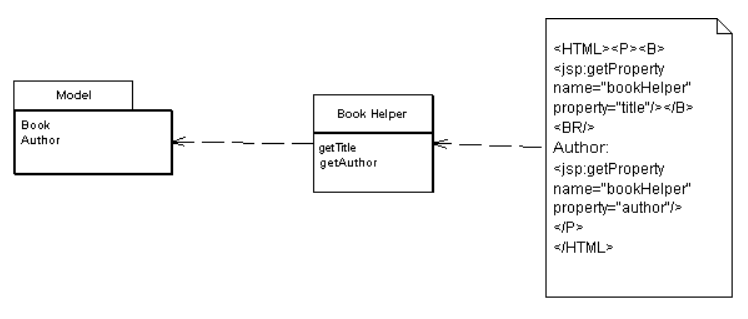 Model
Book
Author
Book Helper
getTitle
getAuthor
<HTML><P><B>
<jsp:getProperty
name="bookHelper"
property="title"/></B>
<BR/>
Author:
<jsp:getProperty
name="bookHelper"
property="author"/>
</P>
</HTML>